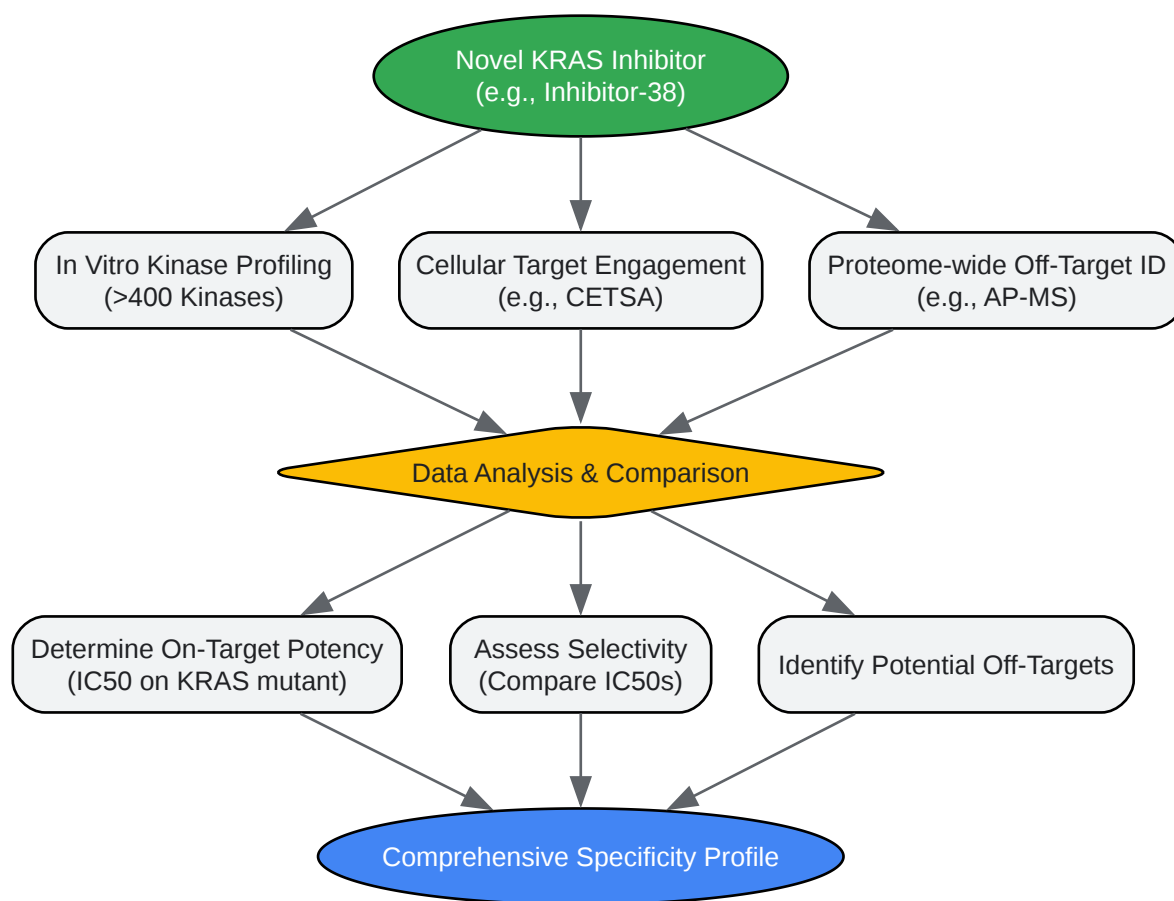 Novel KRAS Inhibitor
(e.g., Inhibitor-38)
In Vitro Kinase Profiling
(>400 Kinases)
Cellular Target Engagement
(e.g., CETSA)
Proteome-wide Off-Target ID
(e.g., AP-MS)
Data Analysis & Comparison
Determine On-Target Potency
(IC50 on KRAS mutant)
Assess Selectivity
(Compare IC50s)
Identify Potential Off-Targets
Comprehensive Specificity Profile